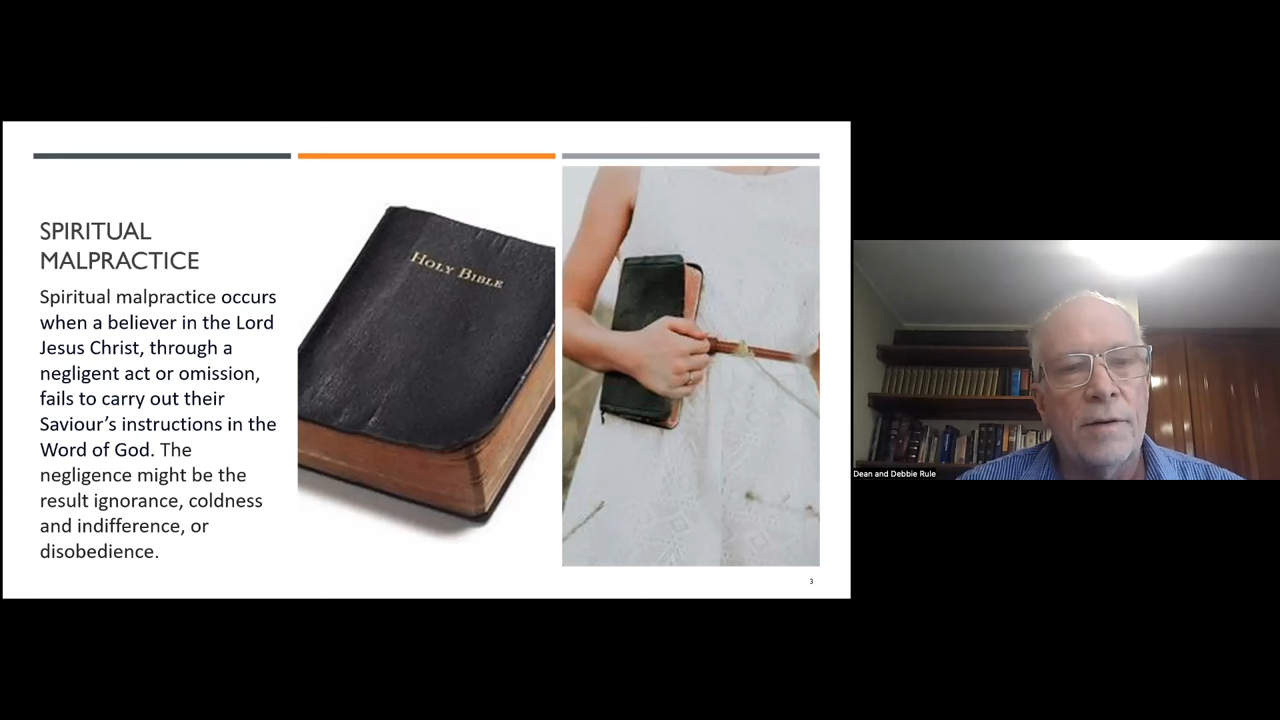 SPIRITUAL
MALPRACTICE
Spiritual malpractice occurs
when a believer in the Lord
Jesus Christ, through a
negligent act or omission,
fails to carry out their
Saviour's instructions in the
Word of God. The
negligence might be the
result ignorance, coldness
and indifference, or
disobedience.
HOLY BIBLE
3
Dean and Debbie Rule